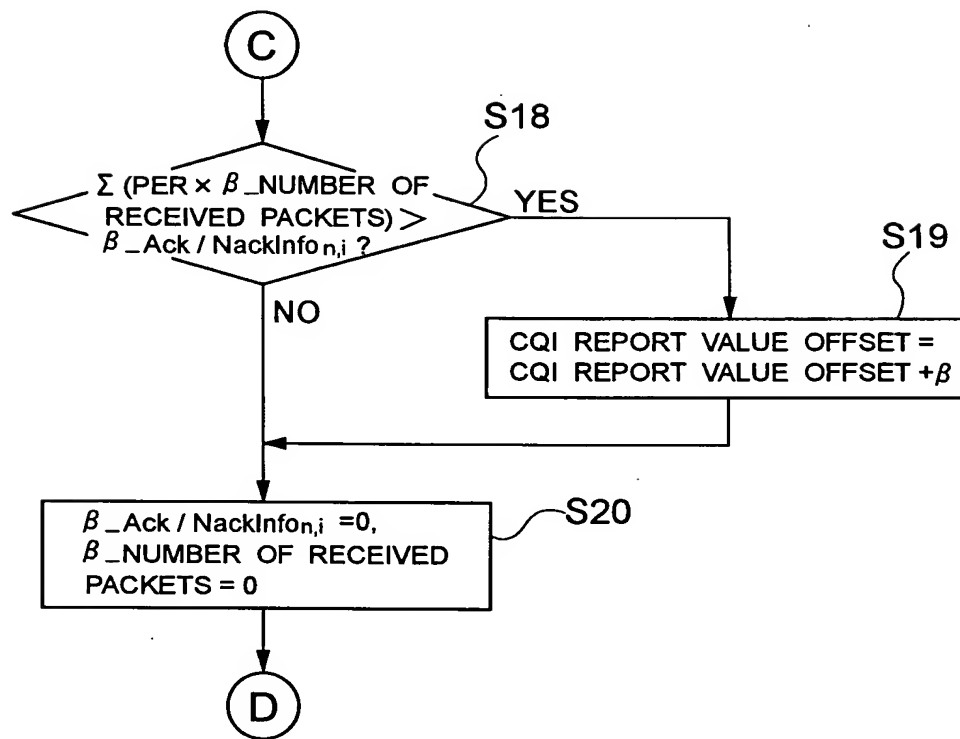 C
S18
Σ (PER × β_NUMBER OF
RECEIVED PACKETS) >
β_Ack / NackInfon,i ?
YES
NO
S19
CQI REPORT VALUE OFFSET =
CQI REPORT VALUE OFFSET +β
β_Ack / NackInfon,i =0,
β_NUMBER OF RECEIVED
PACKETS = 0
S20
D